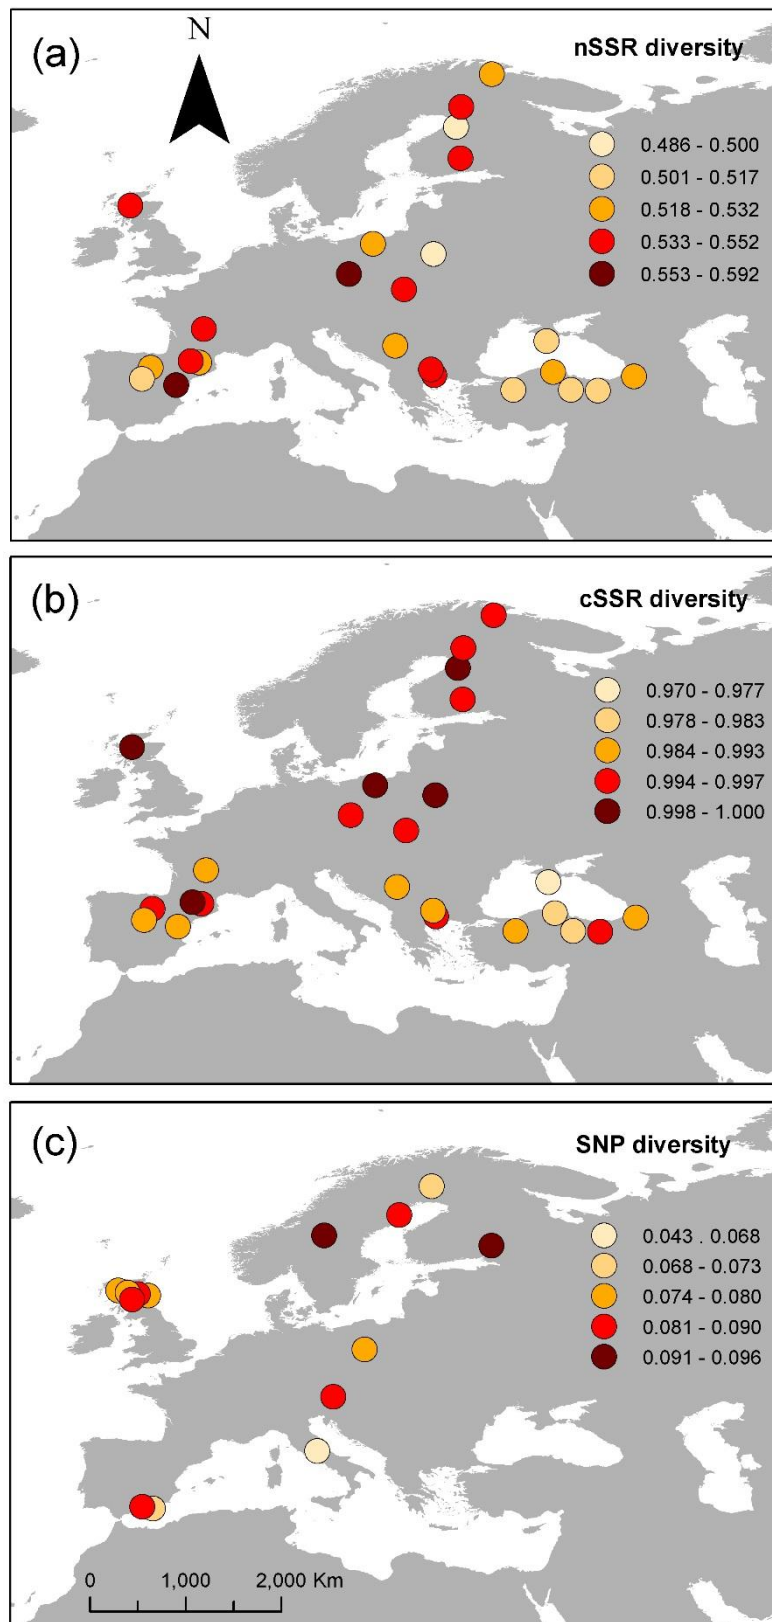 (a)
N
nSSR diversity
0.486 - 0.500
0.501 - 0.517
0.518 - 0.532
0.533 - 0.552
0.553 - 0.592
(b)
cSSR diversity
0.970 - 0.977
0.978 - 0.983
0.984 - 0.993
0.994 - 0.997
0.998 - 1.000
(c)
SNP diversity
0.043 . 0.068
0.068 - 0.073
0.074 - 0.080
0.081 - 0.090
0.091 - 0.096
0 1,000 2,000 Km